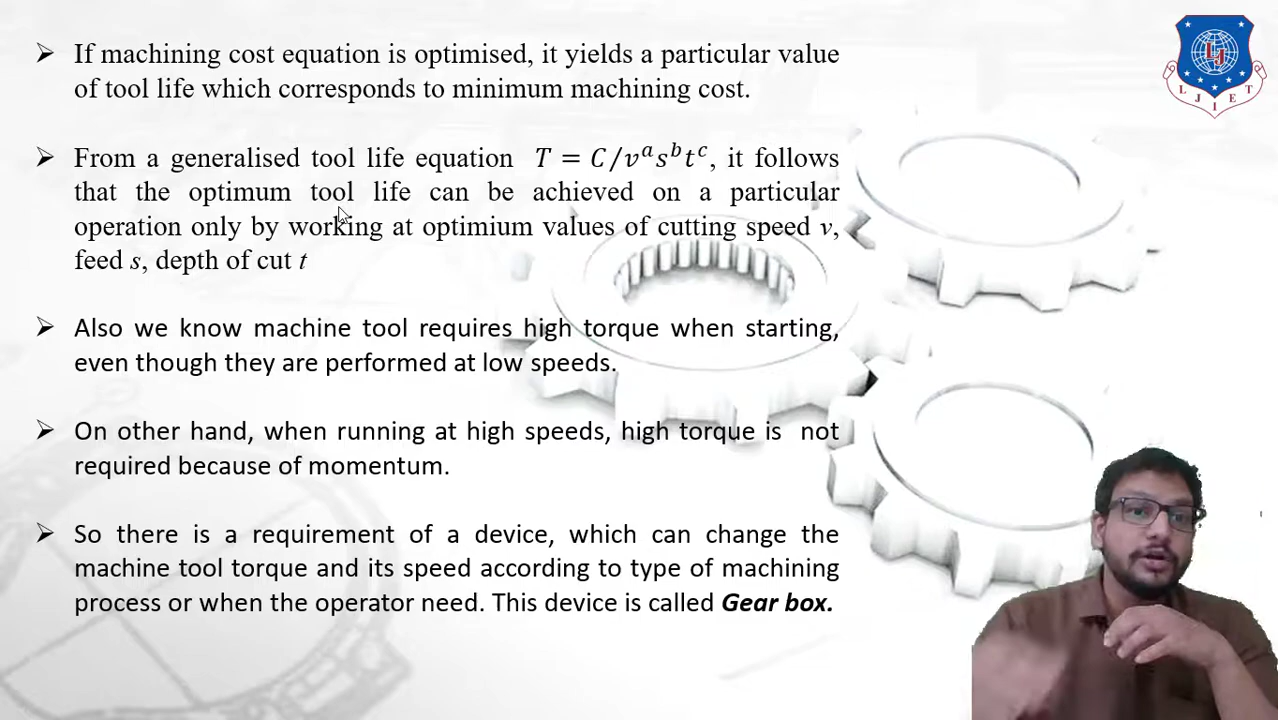 If machining cost equation is optimised, it yields a particular value
of tool life which corresponds to minimum machining cost.
From a generalised tool life equation T = C/vᵃsᵇtᶜ, it follows
that the optimum tool life can be achieved on a particular
operation only by working at optimium values of cutting speed v,
feed s, depth of cut t
Also we know machine tool requires high torque when starting,
even though they are performed at low speeds.
On other hand, when running at high speeds, high torque is not
required because of momentum.
So there is a requirement of a device, which can change the
machine tool torque and its speed according to type of machining
process or when the operator need. This device is called Gear box.
LJ
L J I E T